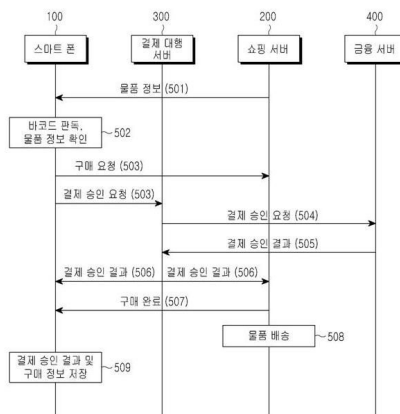 100 300 200 400
스마트 폰
결제 대행
서버
쇼핑 서버
금융 서버
물품 정보 (501)
바코드 판독,
물품 정보 확인
502
구매 요청 (503)
결제 승인 요청 (503)
결제 승인 요청 (504)
결제 승인 결과 (505)
결제 승인 결과 (506) 결제 승인 결과 (506)
구매 완료 (507)
물품 배송
508
결제 승인 결과 및
구매 정보 저장
509